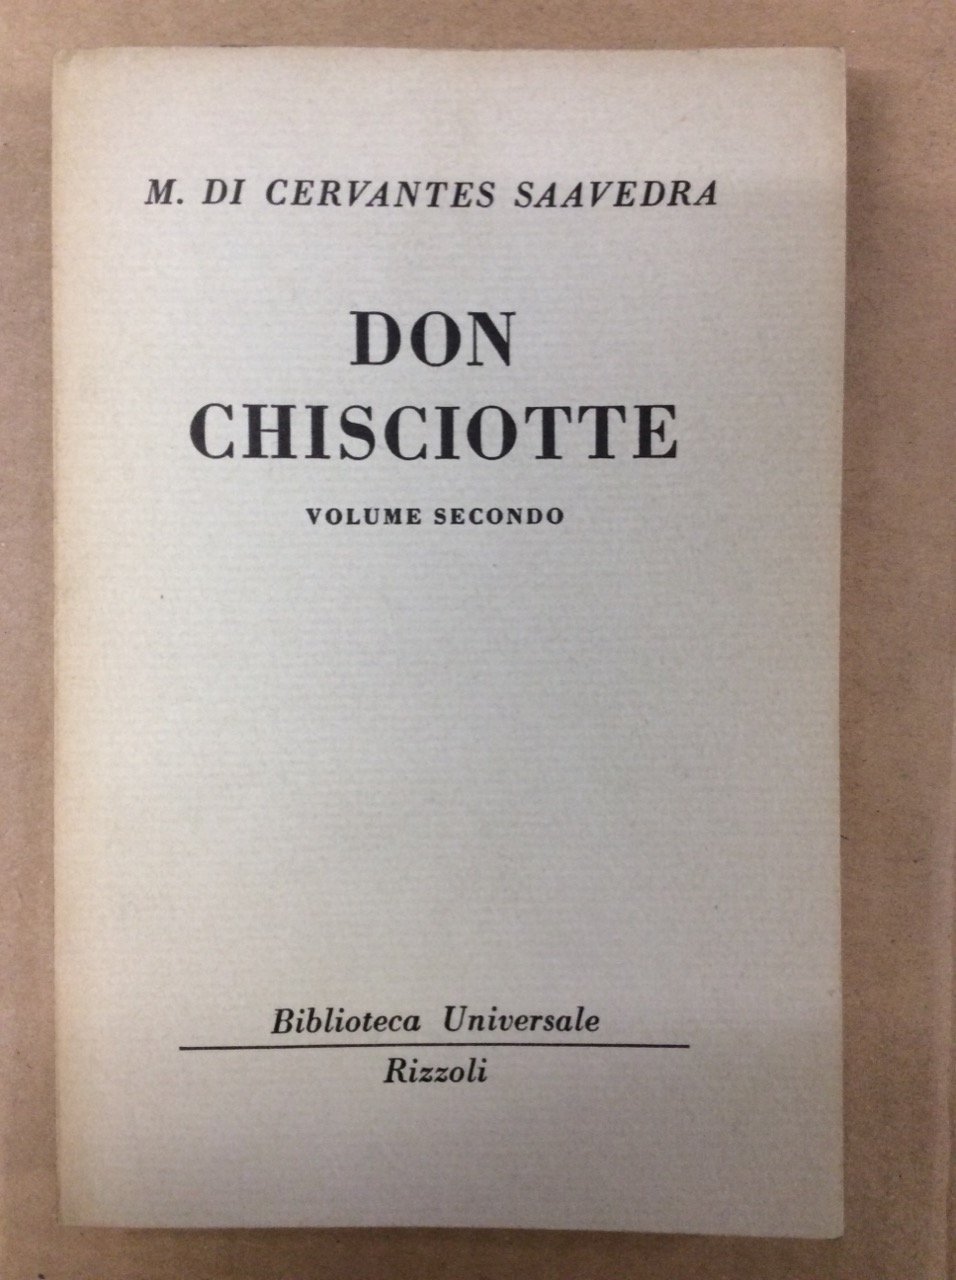 M. DI CERVANTES SAAVEDRA
DON
CHISCIOTTE
VOLUME SECONDO
Biblioteca Universale
Rizzoli